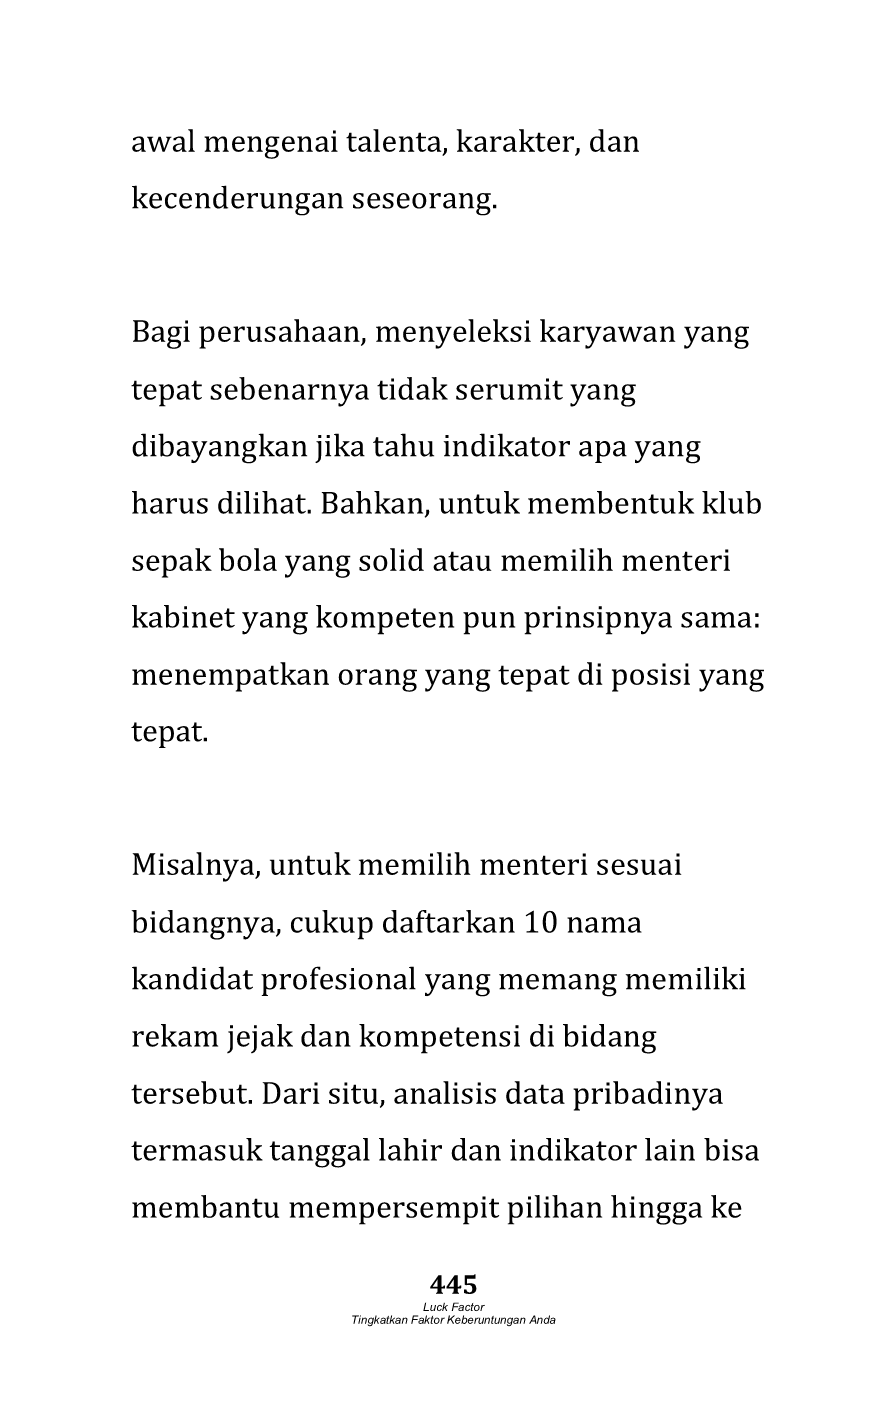 awal mengenai talenta, karakter, dan
kecenderungan seseorang.
Bagi perusahaan, menyeleksi karyawan yang
tepat sebenarnya tidak serumit yang
dibayangkan jika tahu indikator apa yang
harus dilihat. Bahkan, untuk membentuk klub
sepak bola yang solid atau memilih menteri
kabinet yang kompeten pun prinsipnya sama:
menempatkan orang yang tepat di posisi yang
tepat.
Misalnya, untuk memilih menteri sesuai
bidangnya, cukup daftarkan 10 nama
kandidat profesional yang memang memiliki
rekam jejak dan kompetensi di bidang
tersebut. Dari situ, analisis data pribadinya
termasuk tanggal lahir dan indikator lain bisa
membantu mempersempit pilihan hingga ke
445
Luck Factor
Tingkatkan Faktor Keberuntungan Anda